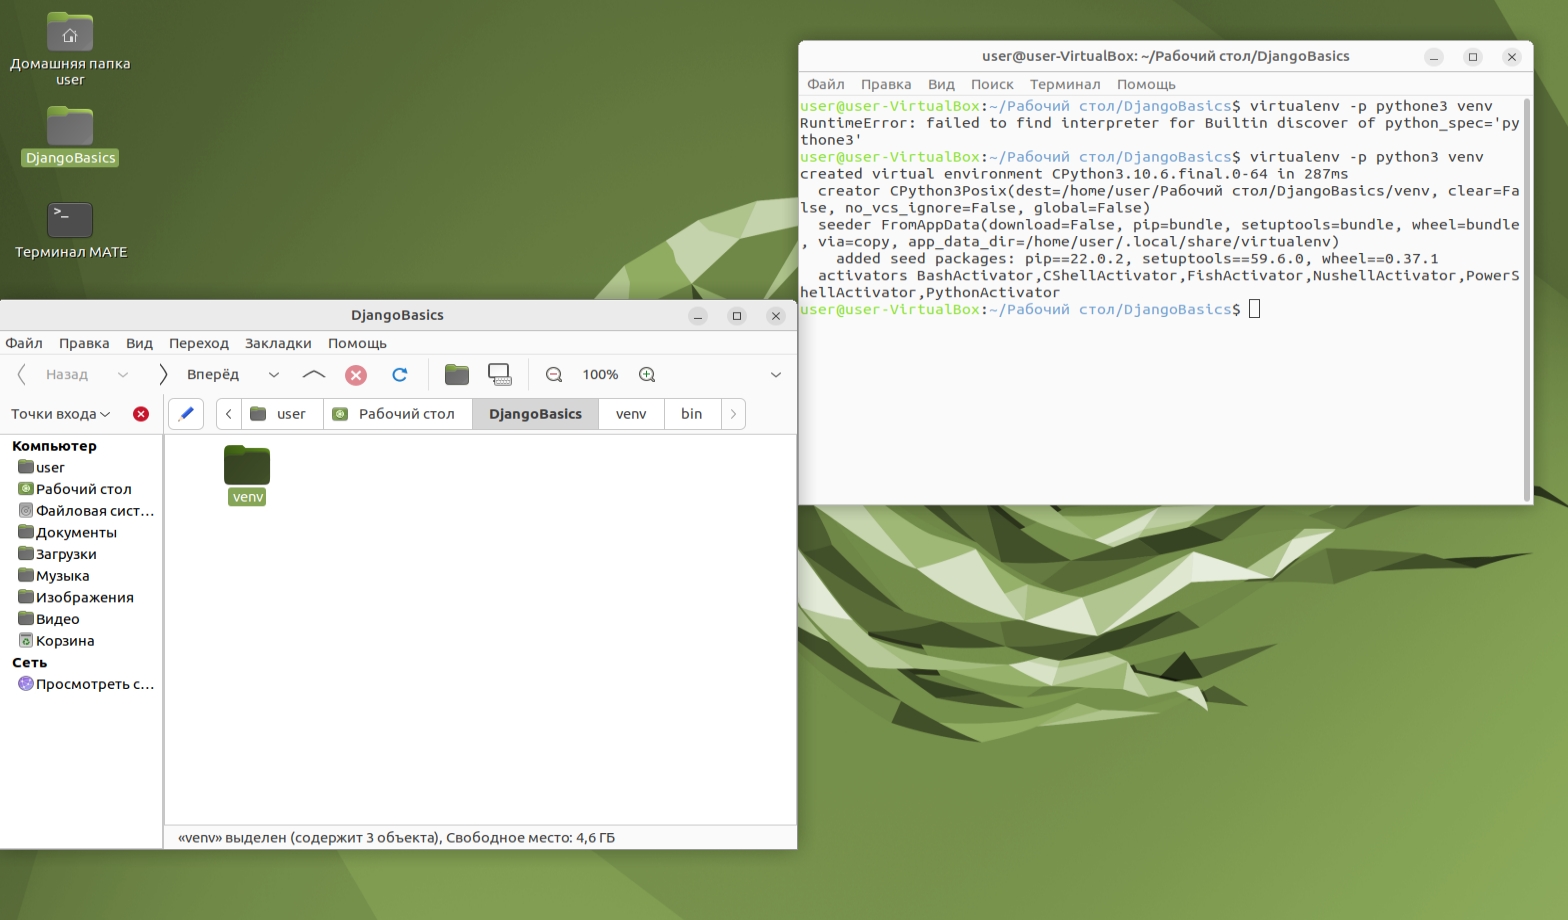 Домашняя папка
user
DjangoBasics
>_
Терминал MATE
user@user-VirtualBox: ~/Рабочий стол/DjangoBasics
Файл Правка Вид Поиск Терминал Помощь
user@user-VirtualBox:~/Рабочий стол/DjangoBasics$ virtualenv -p pythone3 venv
RuntimeError: failed to find interpreter for Builtin discover of python_spec='py
thone3'
user@user-VirtualBox:~/Рабочий стол/DjangoBasics$ virtualenv -p python3 venv
created virtual environment CPython3.10.6.final.0-64 in 287ms
creator CPython3Posix(dest=/home/user/Рабочий стол/DjangoBasics/venv, clear=Fa
lse, no_vcs_ignore=False, global=False)
seeder FromAppData(download=False, pip=bundle, setuptools=bundle, wheel=bundle
, via=copy, app_data_dir=/home/user/.local/share/virtualenv)
added seed packages: pip==22.0.2, setuptools==59.6.0, wheel==0.37.1
activators BashActivator,CShellActivator,FishActivator,NushellActivator,PowerS
hellActivator,PythonActivator
user@user-VirtualBox:~/Рабочий стол/DjangoBasics$
DjangoBasics
Файл Правка Вид Переход Закладки Помощь
Назад Вперёд 100%
Точки входа user Рабочий стол DjangoBasics venv bin
Компьютер
user
Рабочий стол
Файловая сист…
Документы
Загрузки
Музыка
Изображения
Видео
Корзина
Сеть
Просмотреть с…
venv
«venv» выделен (содержит 3 объекта), Свободное место: 4,6 ГБ